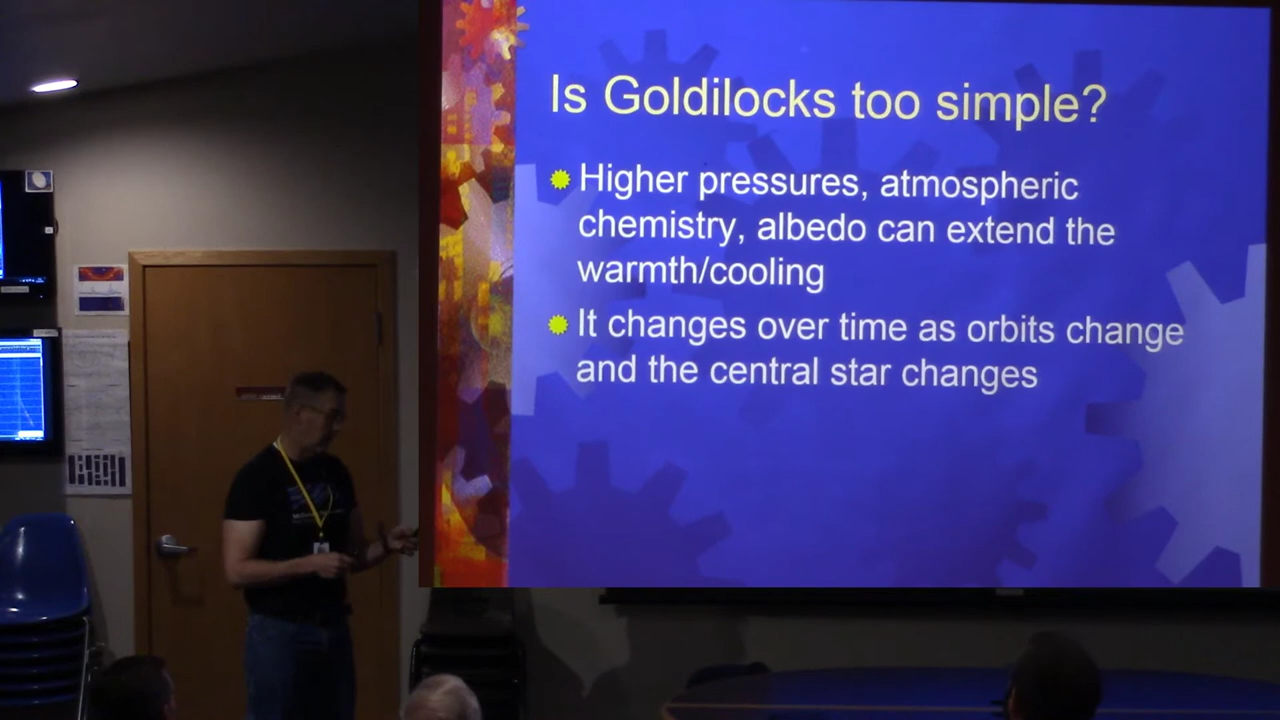 Is Goldilocks too simple?
Higher pressures, atmospheric
chemistry, albedo can extend the
warmth/cooling
It changes over time as orbits change
and the central star changes